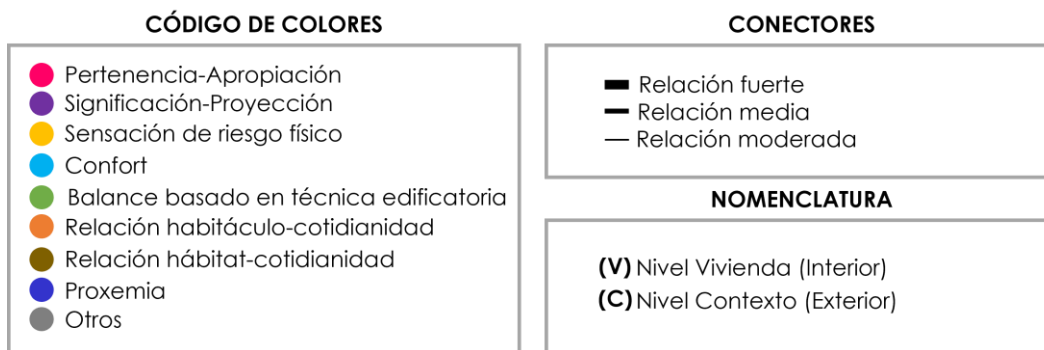 CÓDIGO DE COLORES
Pertenencia-Apropiación
Significación-Proyección
Sensación de riesgo físico
Confort
Balance basado en técnica edificatoria
Relación habitáculo-cotidianidad
Relación hábitat-cotidianidad
Proxemia
Otros
CONECTORES
Relación fuerte
Relación media
Relación moderada
NOMENCLATURA
(V) Nivel Vivienda (Interior)
(C) Nivel Contexto (Exterior)